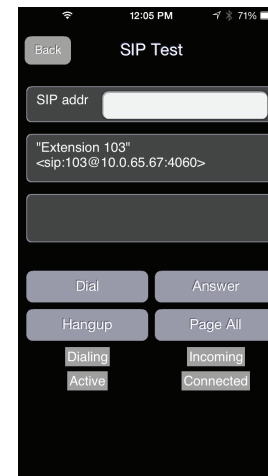 12:05 PM 71%
Back SIP Test
SIP addr
"Extension 103"
<sip:103@10.0.65.67:4060>
Dial Answer
Hangup Page All
Dialing Incoming
Active Connected